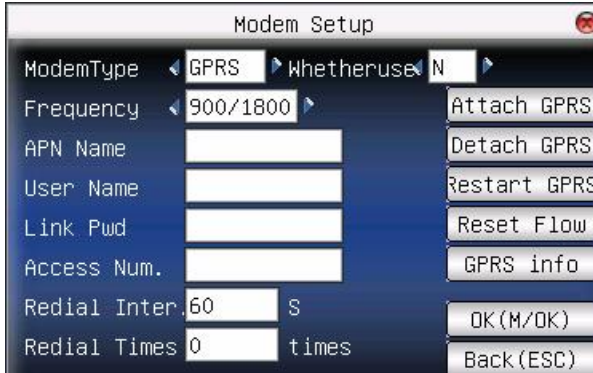 Modem Setup
ModemType GPRS Whetheruse N
Frequency 900/1800 Attach GPRS
APN Name Detach GPRS
User Name Restart GPRS
Link Pwd Reset Flow
Access Num. GPRS info
Redial Inter. 60 S OK(M/OK)
Redial Times 0 times Back(ESC)